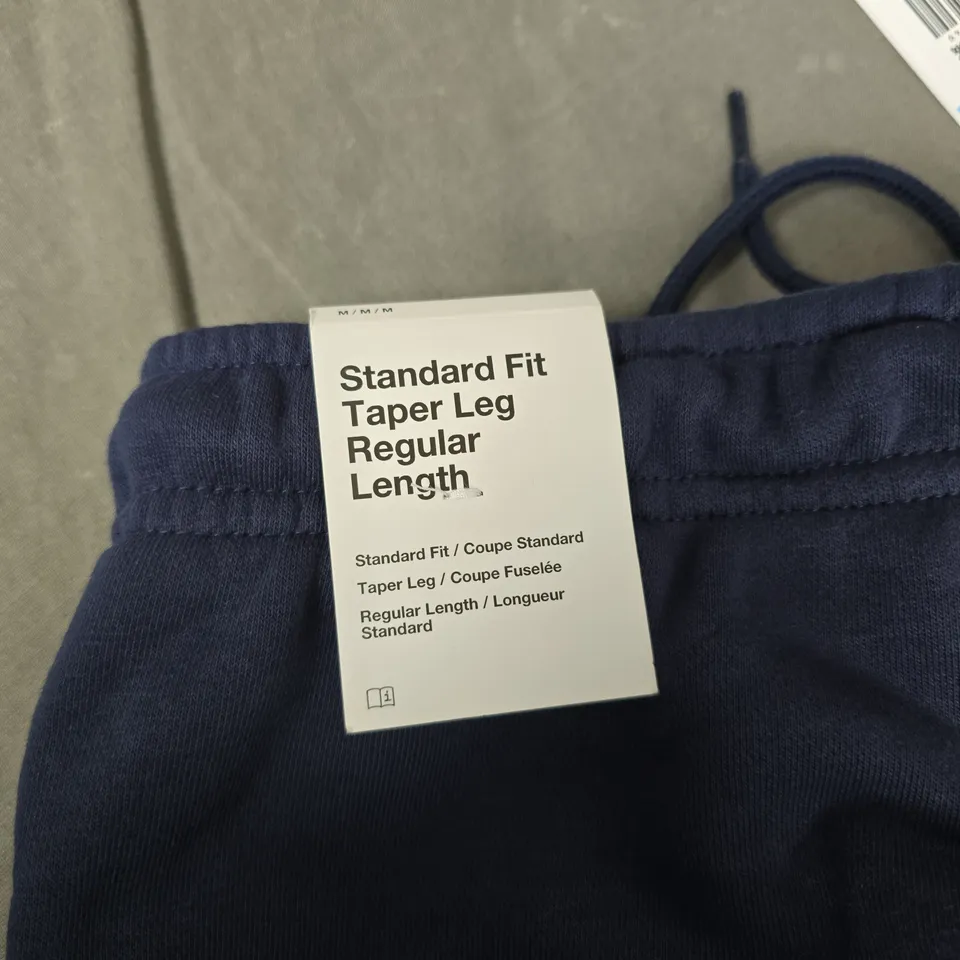 M / M / M
Standard Fit
Taper Leg
Regular
Length
Standard Fit / Coupe Standard
Taper Leg / Coupe Fuselée
Regular Length / Longueur
Standard
i